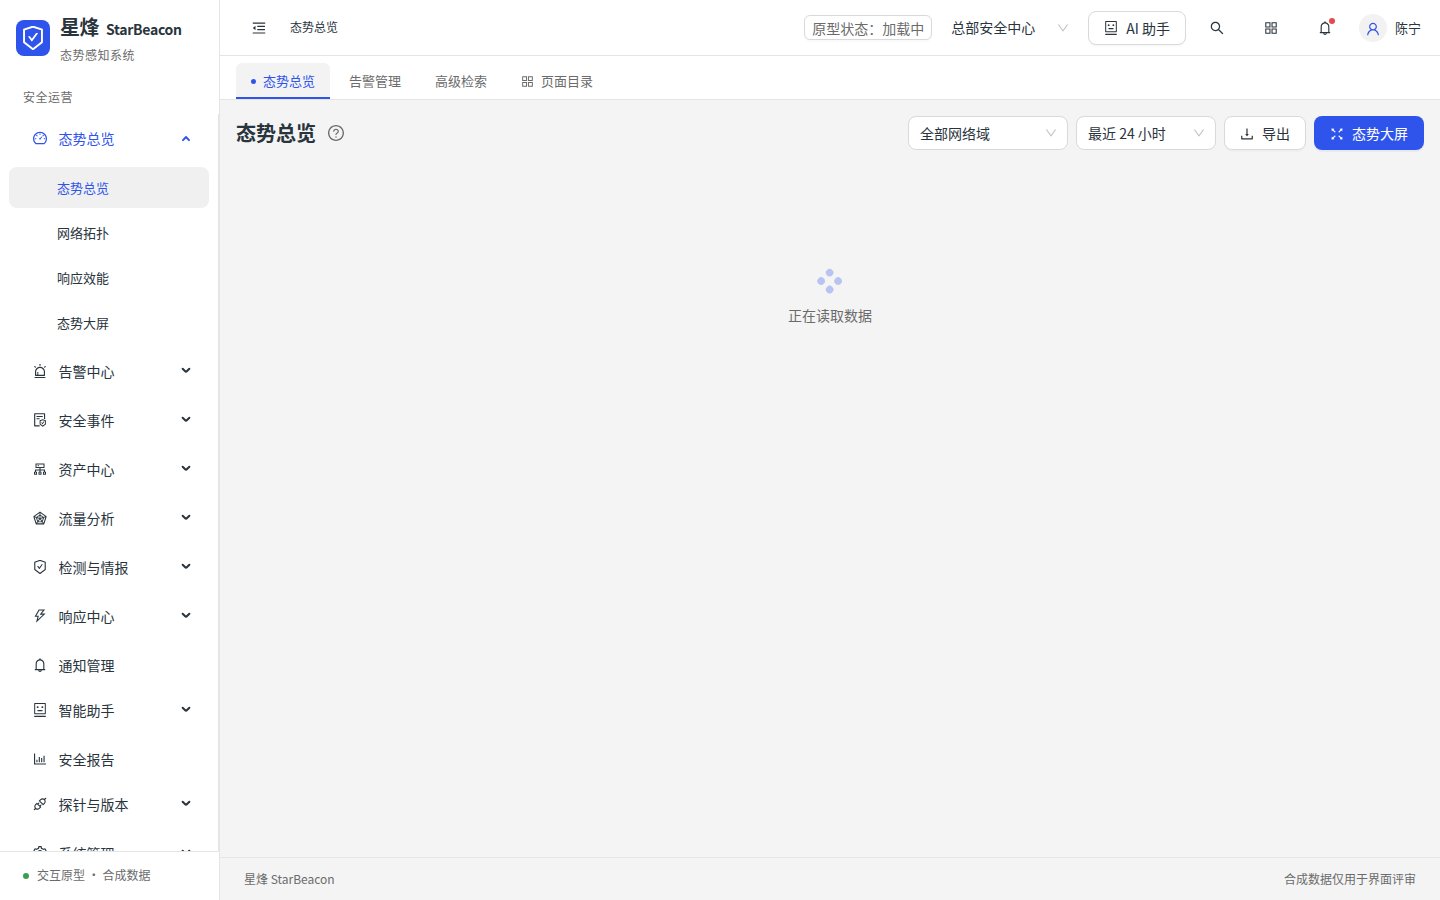 星烽 StarBeacon
态势感知系统
安全运营
态势总览
态势总览
网络拓扑
响应效能
态势大屏
告警中心
安全事件
资产中心
流量分析
检测与情报
响应中心
通知管理
智能助手
安全报告
探针与版本
系统管理
交互原型 · 合成数据
态势总览
原型状态：加载中
总部安全中心
AI 助手
陈宁
态势总览
告警管理
高级检索
页面目录
态势总览
全部网络域
最近 24 小时
导出
态势大屏
正在读取数据
星烽 StarBeacon
合成数据仅用于界面评审